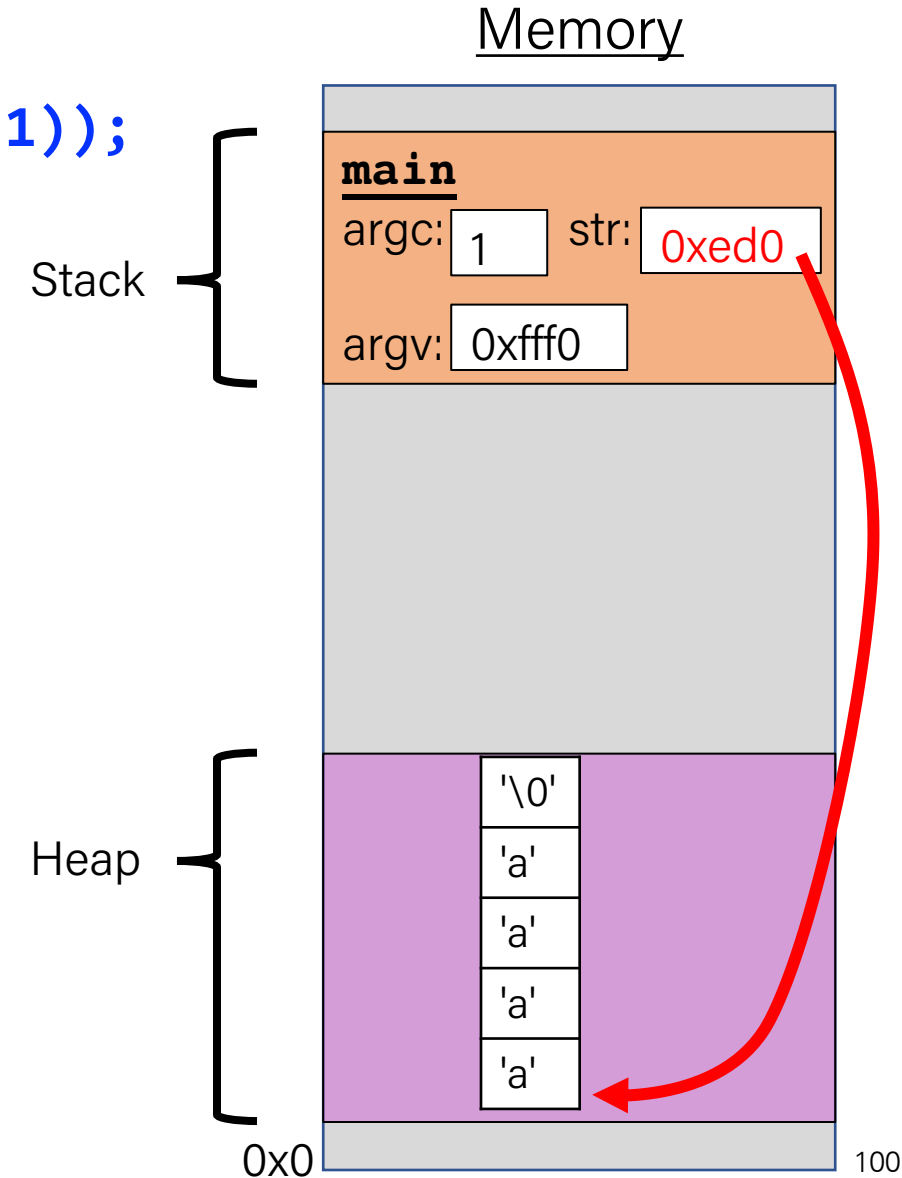 Memory
1));
main
argc: 1 str: 0xed0
Stack
argv: 0xfff0
'\0'
'a'
Heap
'a'
'a'
'a'
0x0
100